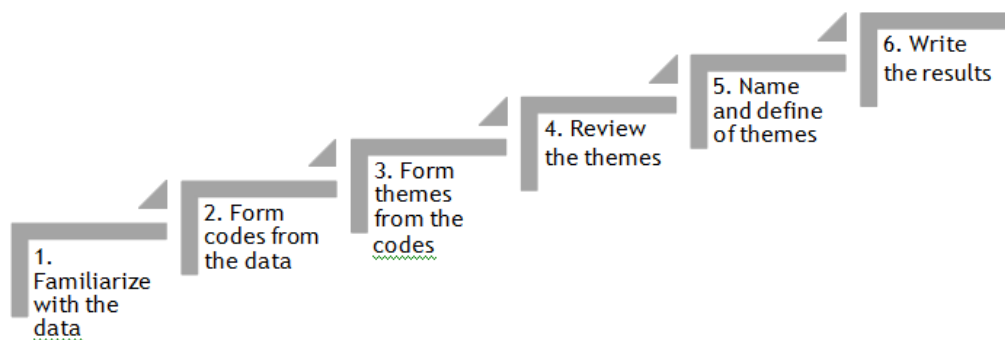 1.
Familiarize
with the
data
2. Form
codes from
the data
3. Form
themes
from the
codes
4. Review
the themes
5. Name
and define
of themes
6. Write
the results